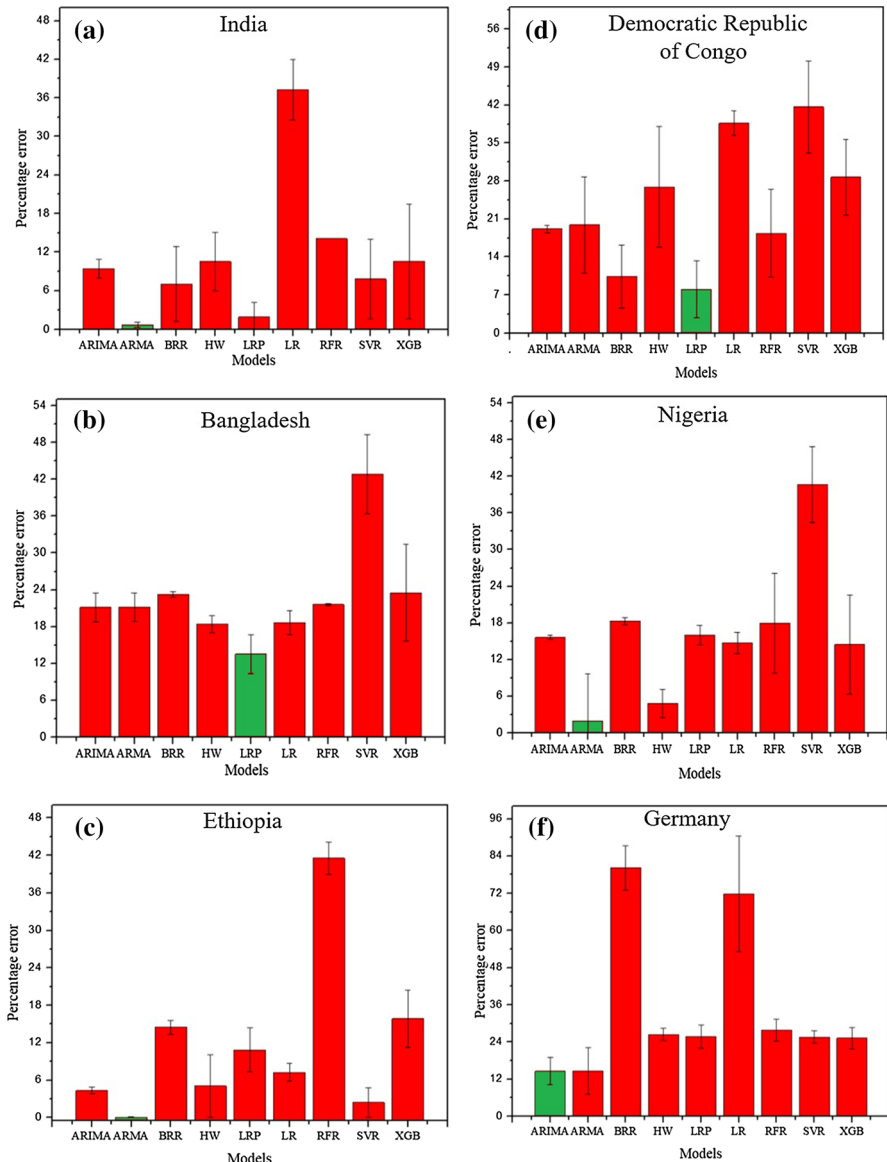 (a)
India
48
42
36
30
24
18
12
6
0
Percentage error
ARIMA ARMA BRR HW LRP LR RFR SVR XGB
Models
(d)
Democratic Republic
of Congo
56
49
42
35
28
21
14
7
0
Percentage error
ARIMA ARMA BRR HW LRP LR RFR SVR XGB
Models
(b)
Bangladesh
54
48
42
36
30
24
18
12
6
0
Percentage error
ARIMA ARMA BRR HW LRP LR RFR SVR XGB
Models
(e)
Nigeria
54
48
42
36
30
24
18
12
6
0
Percentage error
ARIMA ARMA BRR HW LRP LR RFR SVR XGB
Models
(c)
Ethiopia
48
42
36
30
24
18
12
6
0
Percentage error
ARIMA ARMA BRR HW LRP LR RFR SVR XGB
Models
(f)
Germany
96
84
72
60
48
36
24
12
0
Percentage error
ARIMA ARMA BRR HW LRP LR RFR SVR XGB
Models